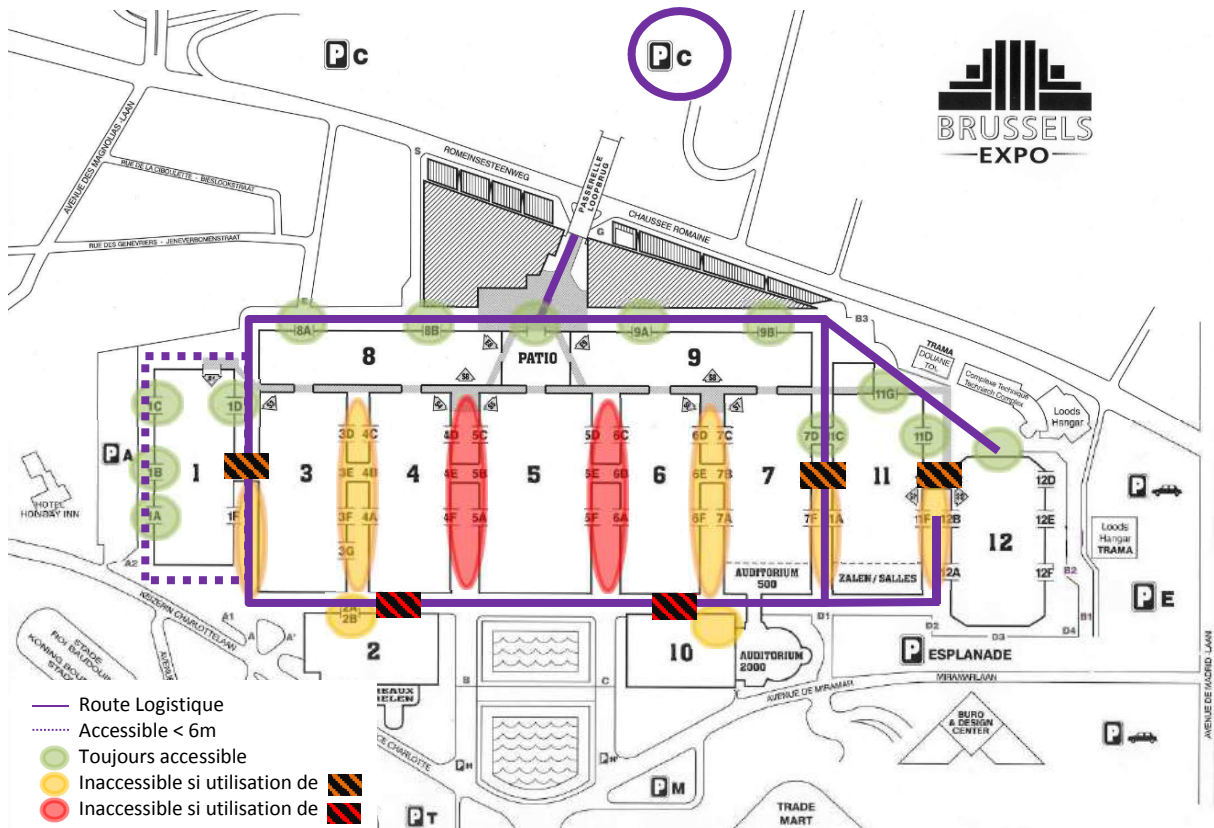 P C
P C
BRUSSELS
EXPO
AVENUE DES MAGNOLIAS-LAAN
RUE DE LA CIBOULETTE - BIESLOOKSTRAAT
RUE DES GENEVRIERS - JENEVERBOMENSTRAAT
S
ROMEINSESTEENWEG
PASSERELLE
LOOPBRUG
G
CHAUSSEE ROMAINE
B3
8A
8B
9A
9B
8
PATIO
9
TRAMA
DOUANE
TOL
Complexe Technique
Technisch Complex
Loods
Hangar
1C
1D
3D 4C
4D 5C
5D 6C
6D 7C
7D 11C
11G
11D
P A
1
3
4
5
6
7
11
12
1B
3E 4B
4E 5B
6E 6B
6E 7B
12D
P
HOTEL
HOLIDAY INN
1A
1F
3F 4A
4F 5A
5F 6A
6F 7A
7F 1A
11F 12B
12E
Loods
Hangar
TRAMA
3G
12A
12F
A2
AUDITORIUM
500
ZALEN/SALLES
B2
P E
KEIZERIN CHARLOTTELAAN
A1
A
A'
2A
2B
2
10
AUDITORIUM
2000
D1
D2
D3
D4
B1
P ESPLANADE
STADE
ROI BAUDOUIN
B
C
AVENUE DE MIRAMAR
MIRAMARLAAN
AVENUE DE MADRID-LAAN
BURO
& DESIGN
CENTER
P
P M
P T
TRADE
MART
Route Logistique
Accessible < 6m
Toujours accessible
Inaccessible si utilisation de
Inaccessible si utilisation de